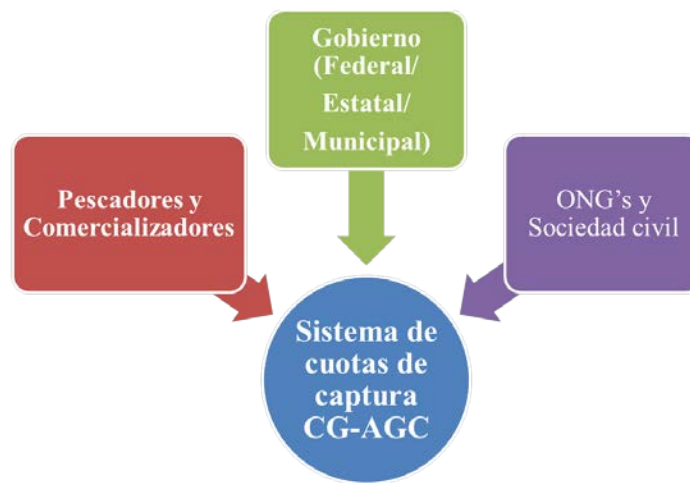 Gobierno
(Federal/
Estatal/
Municipal)
Pescadores y
Comercializadores
ONG’s y
Sociedad civil
Sistema de
cuotas de
captura
CG-AGC